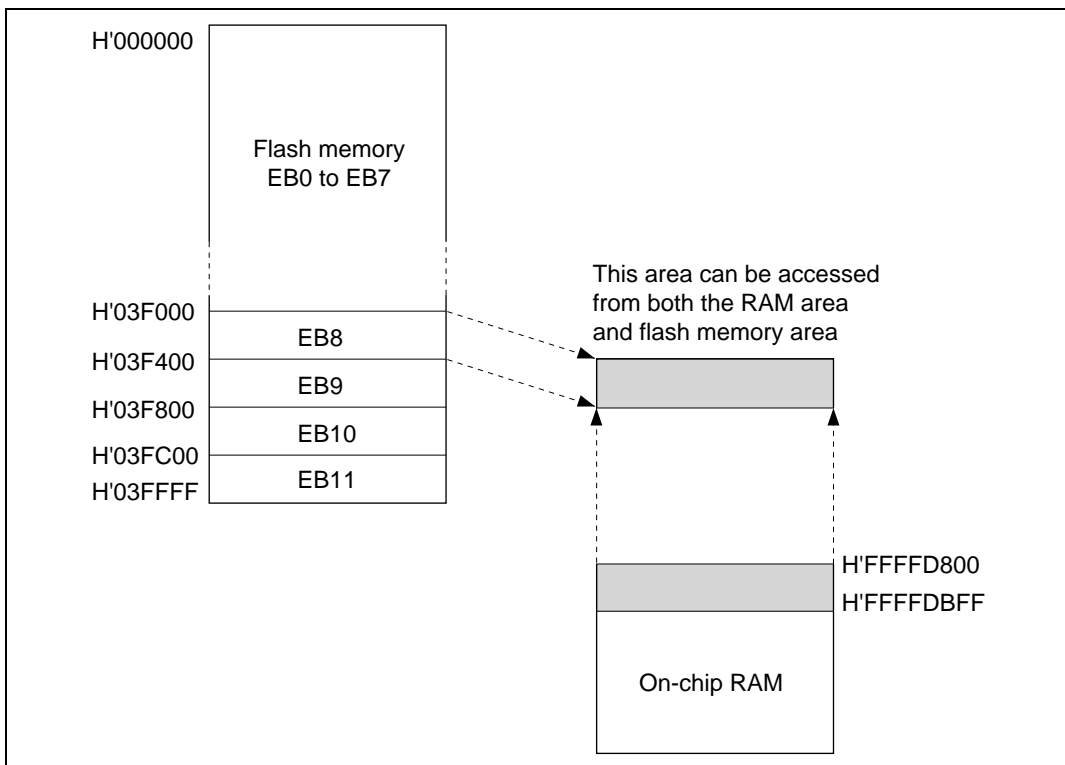 H'000000
Flash memory
EB0 to EB7
This area can be accessed
from both the RAM area
and flash memory area
H'03F000
EB8
H'03F400
EB9
H'03F800
EB10
H'03FC00
EB11
H'03FFFF
H'FFFFD800
H'FFFFDBFF
On-chip RAM